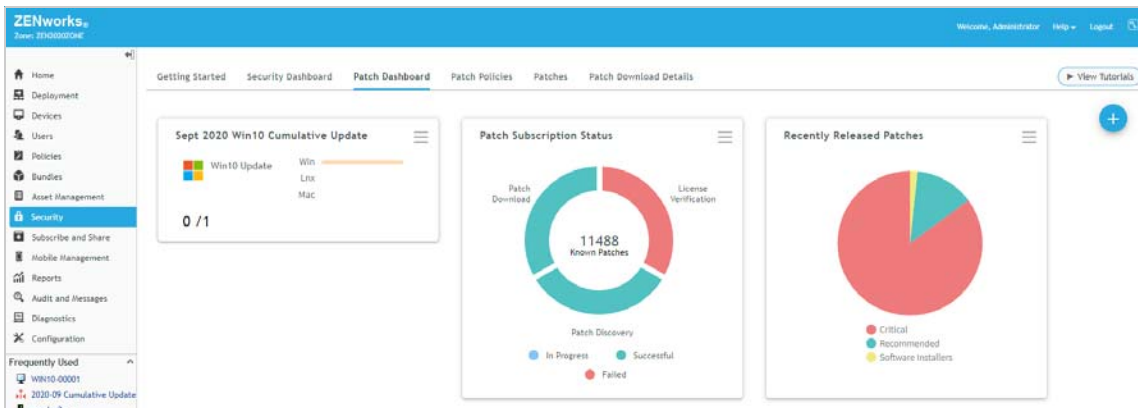 ZENworks®
Welcome, Administrator Help Logout
Home
Deployment
Devices
Users
Policies
Bundles
Asset Management
Security
Subscribe and Share
Mobile Management
Reports
Audit and Messages
Diagnostics
Configuration
Frequently Used
WIN10-00001
2020-09 Cumulative Update
Getting Started Security Dashboard Patch Dashboard Patch Policies Patches Patch Download Details
View Tutorials
Sept 2020 Win10 Cumulative Update
Win10 Update
Win
Lnx
Mac
0 /1
Patch Subscription Status
Patch
Download
License
Verification
11488
Known Patches
Patch Discovery
In Progress Successful
Failed
Recently Released Patches
Critical
Recommended
Software Installers